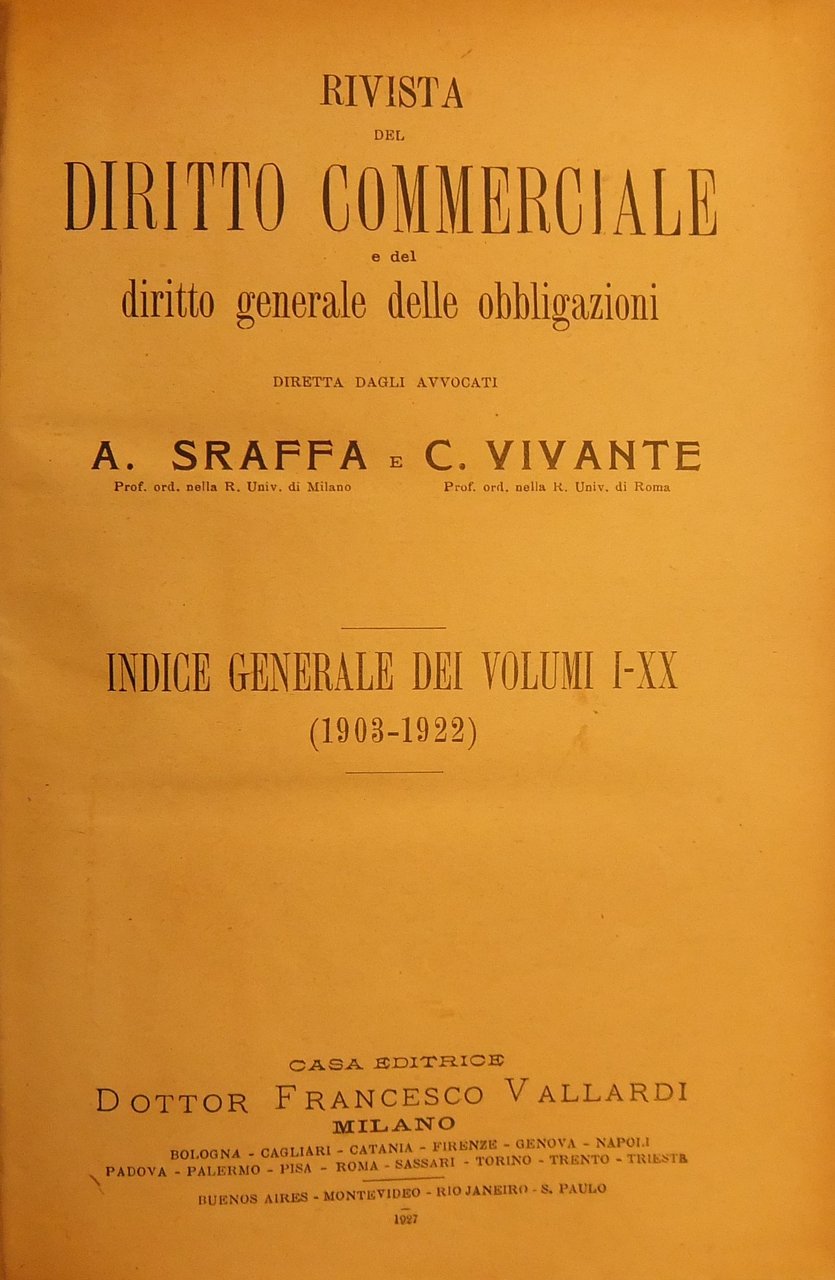 RIVISTA
DEL
DIRITTO COMMERCIALE
e del
diritto generale delle obbligazioni
DIRETTA DAGLI AVVOCATI
A. SRAFFA E C. VIVANTE
Prof. ord. nella R. Univ. di Milano Prof. ord. nella R. Univ. di Roma
INDICE GENERALE DEI VOLUMI I-XX
(1903-1922)
CASA EDITRICE
DOTTOR FRANCESCO VALLARDI
MILANO
BOLOGNA - CAGLIARI - CATANIA - FIRENZE - GENOVA - NAPOLI
PADOVA - PALERMO - PISA - ROMA - SASSARI - TORINO - TRENTO - TRIESTE
BUENOS AIRES - MONTEVIDEO - RIO JANEIRO - S. PAULO
1927